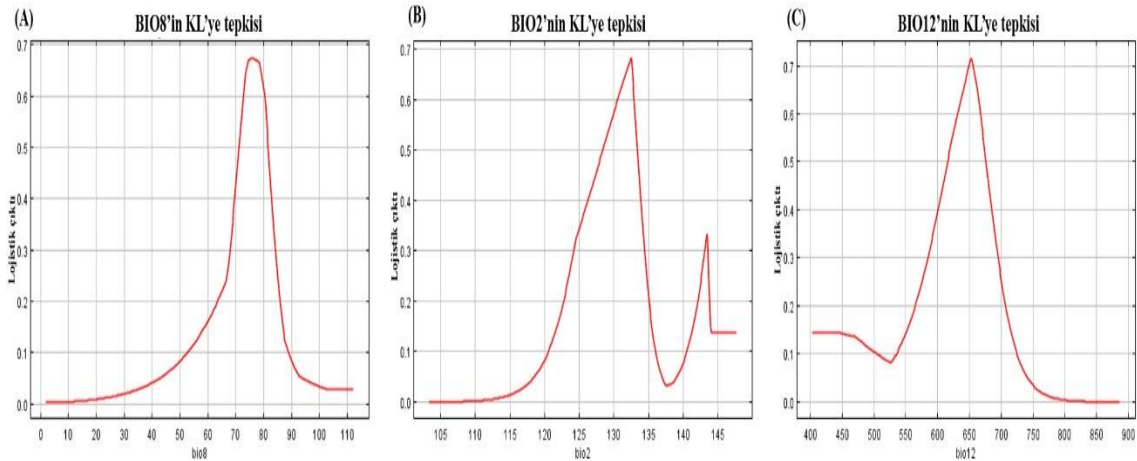 (A)
BIO8’in KL’ye tepkisi
Lojistik çıktı
0.7
0.6
0.5
0.4
0.3
0.2
0.1
0.0
0 10 20 30 40 50 60 70 80 90 100 110
bio8
(B)
BIO2’nin KL’ye tepkisi
Lojistik çıktı
0.6
0.5
0.4
0.3
0.2
0.1
0.0
105 110 115 120 125 130 135 140 145
bio2
(C)
BIO12’nin KL’ye tepkisi
Lojistik çıktı
0.7
0.6
0.5
0.4
0.3
0.2
0.1
0.0
400 450 500 550 600 650 700 750 800 850 900
bio12